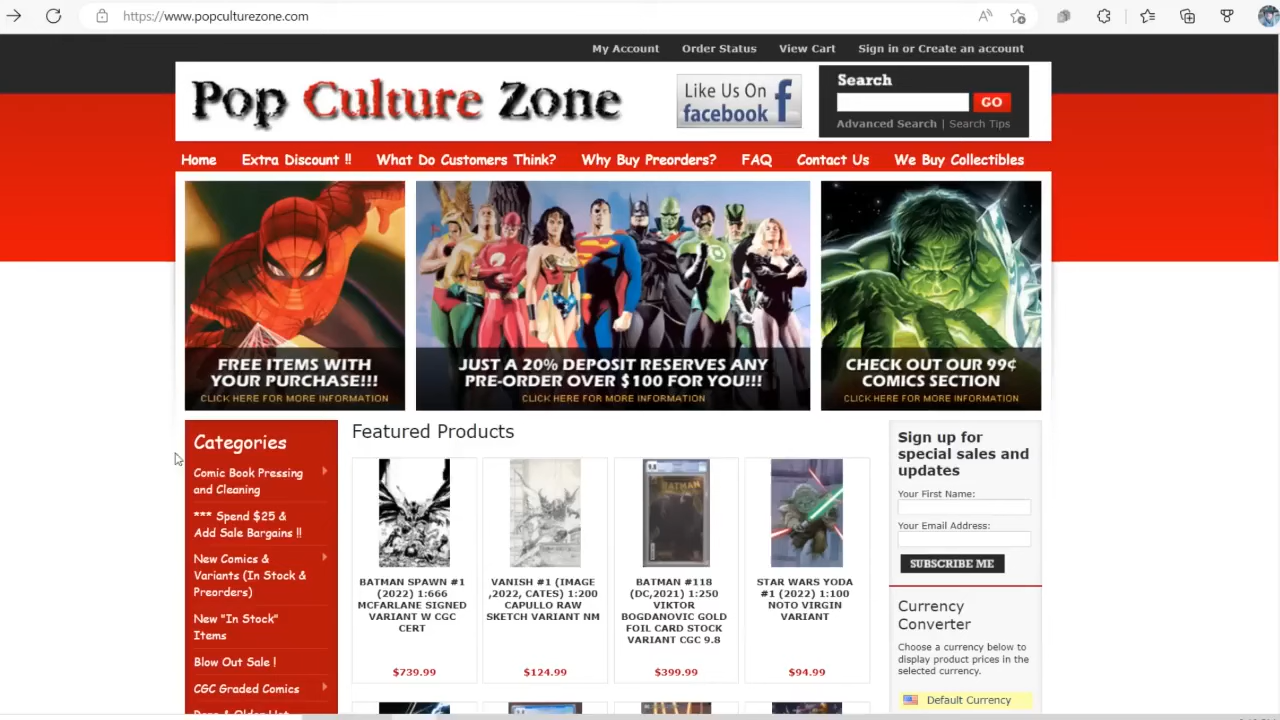 https://www.popculturezone.com
My Account Order Status View Cart Sign in or Create an account
Pop Culture Zone
Like Us On
facebook
Search
GO
Advanced Search | Search Tips
Home Extra Discount !! What Do Customers Think? Why Buy Preorders? FAQ Contact Us We Buy Collectibles
FREE ITEMS WITH
YOUR PURCHASE!!!
CLICK HERE FOR MORE INFORMATION
JUST A 20% DEPOSIT RESERVES ANY
PRE-ORDER OVER $100 FOR YOU!!!
CLICK HERE FOR MORE INFORMATION
CHECK OUT OUR 99¢
COMICS SECTION
CLICK HERE FOR MORE INFORMATION
Categories
Comic Book Pressing
and Cleaning
*** Spend $25 &
Add Sale Bargains !!
New Comics &
Variants (In Stock &
Preorders)
New "In Stock"
Items
Blow Out Sale !
CGC Graded Comics
Featured Products
BATMAN SPAWN #1
(2022) 1:666
MCFARLANE SIGNED
VARIANT W CGC
CERT
$739.99
VANISH #1 (IMAGE
,2022, CATES) 1:200
CAPULLO RAW
SKETCH VARIANT NM
$124.99
BATMAN #118
(DC,2021) 1:250
VIKTOR
BOGDANOVIC GOLD
FOIL CARD STOCK
VARIANT CGC 9.8
$399.99
STAR WARS YODA
#1 (2022) 1:100
NOTO VIRGIN
VARIANT
$94.99
Sign up for
special sales and
updates
Your First Name:
Your Email Address:
SUBSCRIBE ME
Currency
Converter
Choose a currency below to
display product prices in the
selected currency.
Default Currency